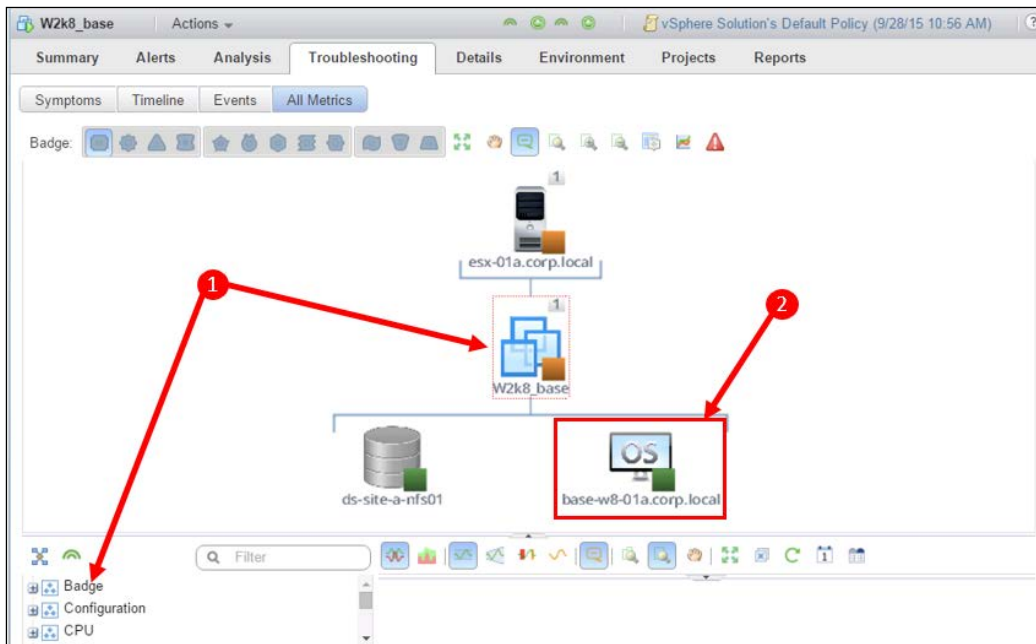 W2k8_base Actions vSphere Solution's Default Policy (9/28/15 10:56 AM) ?
Summary Alerts Analysis Troubleshooting Details Environment Projects Reports
Symptoms Timeline Events All Metrics
Badge:
1
esx-01a.corp.local
1
2
1
W2k8_base
OS
ds-site-a-nfs01 base-w8-01a.corp.local
Filter
1
Badge
Configuration
CPU